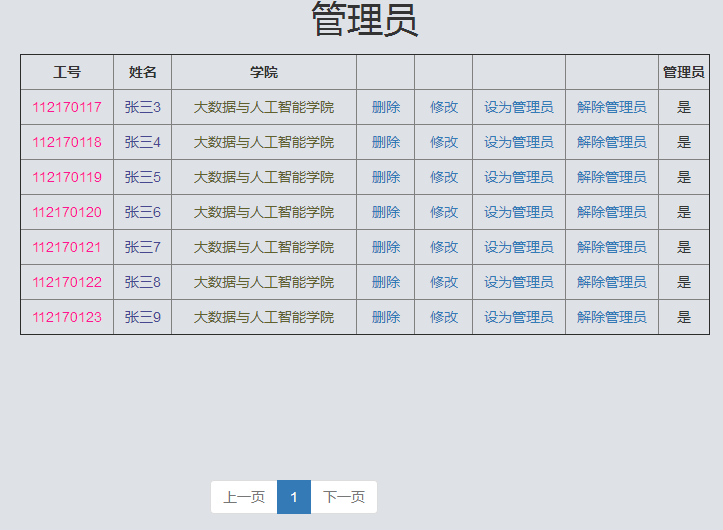 管理员
工号 姓名 学院 管理员
112170117 张三3 大数据与人工智能学院 删除 修改 设为管理员 解除管理员 是
112170118 张三4 大数据与人工智能学院 删除 修改 设为管理员 解除管理员 是
112170119 张三5 大数据与人工智能学院 删除 修改 设为管理员 解除管理员 是
112170120 张三6 大数据与人工智能学院 删除 修改 设为管理员 解除管理员 是
112170121 张三7 大数据与人工智能学院 删除 修改 设为管理员 解除管理员 是
112170122 张三8 大数据与人工智能学院 删除 修改 设为管理员 解除管理员 是
112170123 张三9 大数据与人工智能学院 删除 修改 设为管理员 解除管理员 是
上一页 1 下一页